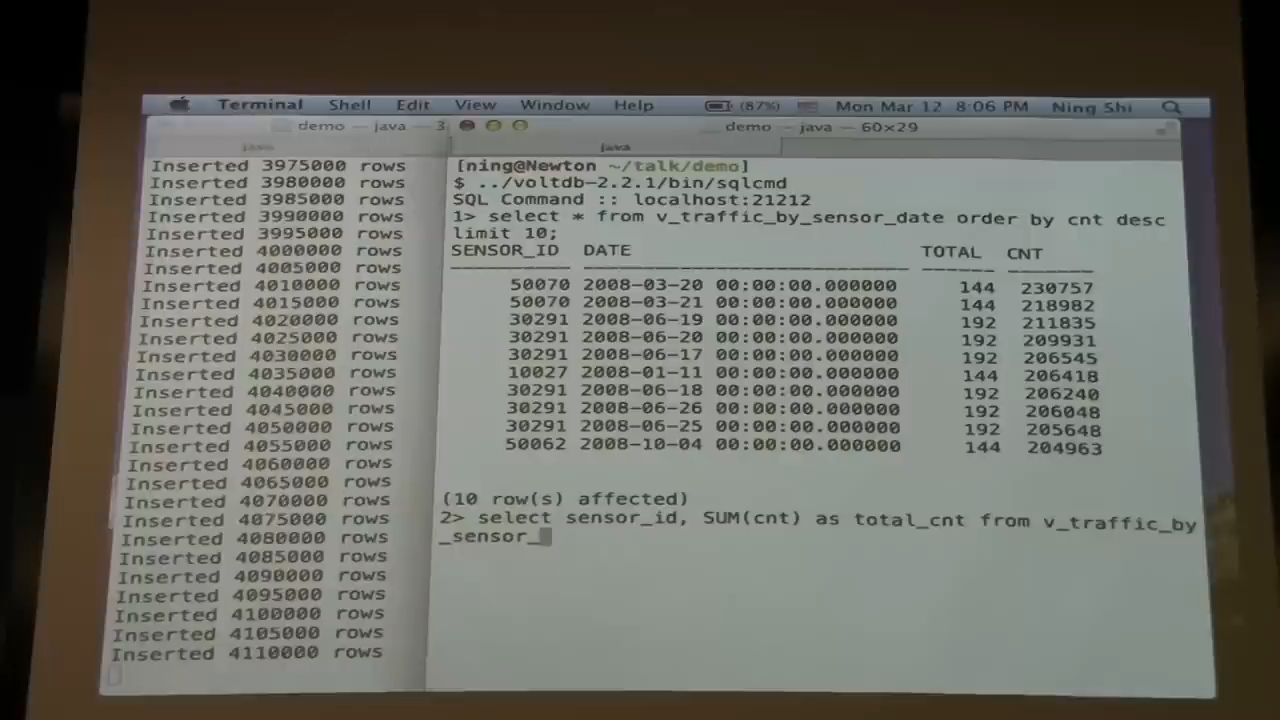 Terminal Shell Edit View Window Help (87%) Mon Mar 12 8:06 PM Ning Shi
demo — java — 3
java
Inserted 3975000 rows
Inserted 3980000 rows
Inserted 3985000 rows
Inserted 3990000 rows
Inserted 3995000 rows
Inserted 4000000 rows
Inserted 4005000 rows
Inserted 4010000 rows
Inserted 4015000 rows
Inserted 4020000 rows
Inserted 4025000 rows
Inserted 4030000 rows
Inserted 4035000 rows
Inserted 4040000 rows
Inserted 4045000 rows
Inserted 4050000 rows
Inserted 4055000 rows
Inserted 4060000 rows
Inserted 4065000 rows
Inserted 4070000 rows
Inserted 4075000 rows
Inserted 4080000 rows
Inserted 4085000 rows
Inserted 4090000 rows
Inserted 4095000 rows
Inserted 4100000 rows
Inserted 4105000 rows
Inserted 4110000 rows
demo — java — 60×29
java
[ning@Newton ~/talk/demo]
$ ../voltdb-2.2.1/bin/sqlcmd
SQL Command :: localhost:21212
1> select * from v_traffic_by_sensor_date order by cnt desc
limit 10;
SENSOR_ID DATE TOTAL CNT
--------- -------------------------- ------ ------
50070 2008-03-20 00:00:00.000000 144 230757
50070 2008-03-21 00:00:00.000000 144 218982
30291 2008-06-19 00:00:00.000000 192 211835
30291 2008-06-20 00:00:00.000000 192 209931
30291 2008-06-17 00:00:00.000000 192 206545
10027 2008-01-11 00:00:00.000000 144 206418
30291 2008-06-18 00:00:00.000000 192 206240
30291 2008-06-26 00:00:00.000000 192 206048
30291 2008-06-25 00:00:00.000000 192 205648
50062 2008-10-04 00:00:00.000000 144 204963
(10 row(s) affected)
2> select sensor_id, SUM(cnt) as total_cnt from v_traffic_by
_sensor_